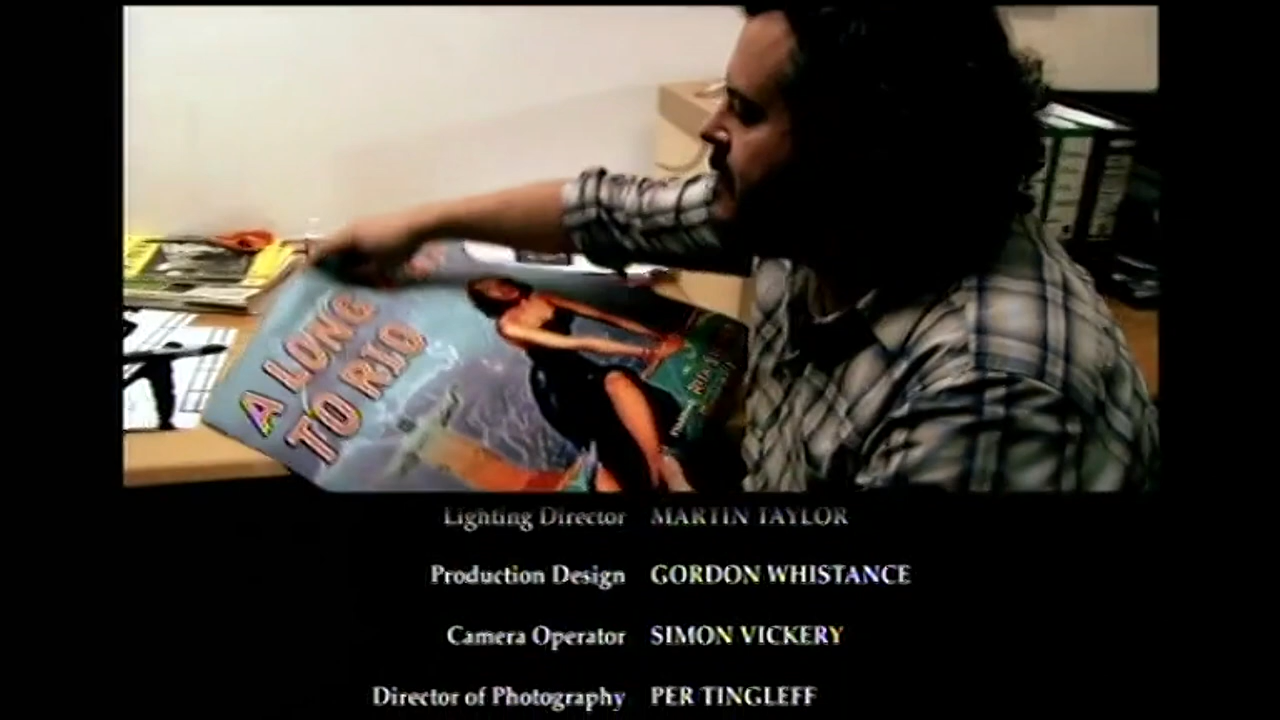 A LONG
TO RIO
Lighting Director MARTIN TAYLOR
Production Design GORDON WHISTANCE
Camera Operator SIMON VICKERY
Director of Photography PER TINGLEFF